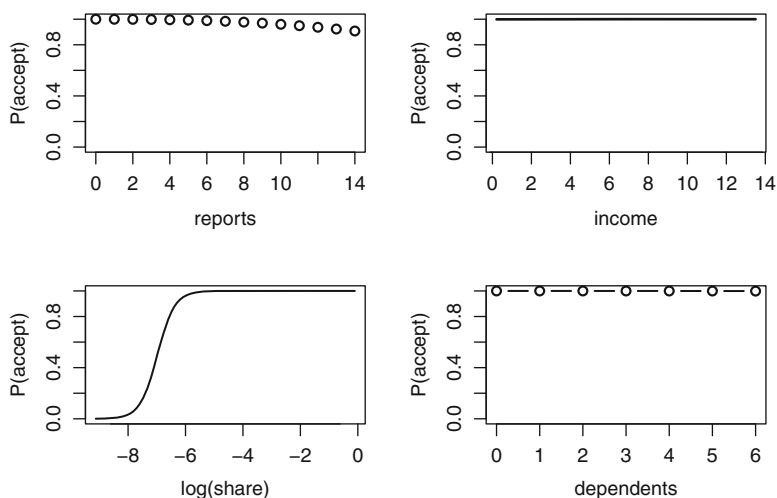 P(accept)
0.0 0.4 0.8
0 2 4 6 8 10 14
reports
P(accept)
0.0 0.4 0.8
0 2 4 6 8 10 12 14
income
P(accept)
0.0 0.4 0.8
−8 −6 −4 −2 0
log(share)
P(accept)
0.0 0.4 0.8
0 1 2 3 4 5 6
dependents